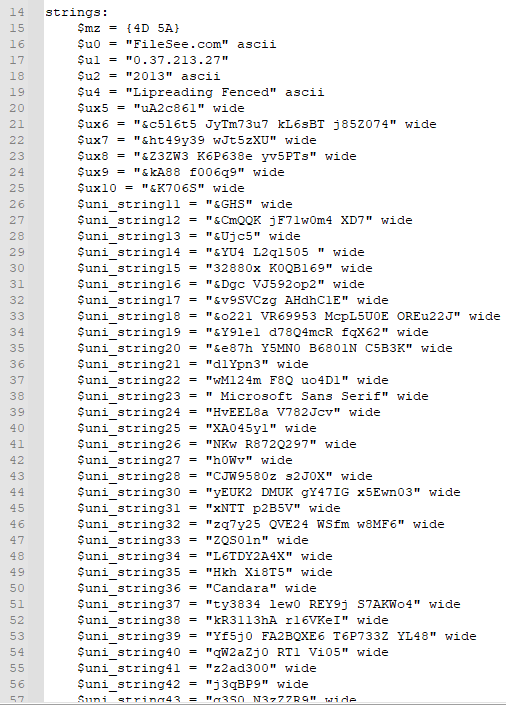 14 strings:
15 $mz = {4D 5A}
16 $u0 = "FileSee.com" ascii
17 $u1 = "0.37.213.27"
18 $u2 = "2013" ascii
19 $u4 = "Lipreading Fenced" ascii
20 $ux5 = "uA2c861" wide
21 $ux6 = "&c5l6t5 JyTm73u7 kL6sBT j85Z074" wide
22 $ux7 = "&ht49y39 wJt5zXU" wide
23 $ux8 = "&Z3ZW3 K6P638e yv5PTs" wide
24 $ux9 = "&kA88 f006q9" wide
25 $ux10 = "&K706S" wide
26 $uni_string11 = "&GHS" wide
27 $uni_string12 = "&CmQQK jF71w0m4 XD7" wide
28 $uni_string13 = "&Ujc5" wide
29 $uni_string14 = "&YU4 L2q1505 " wide
30 $uni_string15 = "32880x K0QB169" wide
31 $uni_string16 = "&Dgc VJ592op2" wide
32 $uni_string17 = "&v9SVCzg AHdhC1E" wide
33 $uni_string18 = "&o221 VR69953 McpL5U0E OREu22J" wide
34 $uni_string19 = "&Y91e1 d78Q4mcR fqX62" wide
35 $uni_string20 = "&e87h Y5MN0 B6801N C5B3K" wide
36 $uni_string21 = "dlYpn3" wide
37 $uni_string22 = "wM124m F8Q uo4D1" wide
38 $uni_string23 = " Microsoft Sans Serif" wide
39 $uni_string24 = "HvEEL8a V782Jcv" wide
40 $uni_string25 = "XA045yl" wide
41 $uni_string26 = "NKw R872Q297" wide
42 $uni_string27 = "h0Wv" wide
43 $uni_string28 = "CJW9580z s2J0X" wide
44 $uni_string30 = "yEUK2 DMUK gY47IG x5Ewn03" wide
45 $uni_string31 = "xNTT p2B5V" wide
46 $uni_string32 = "zq7y25 QVE24 WSfm w8MF6" wide
47 $uni_string33 = "ZQS01n" wide
48 $uni_string34 = "L6TDY2A4X" wide
49 $uni_string35 = "Hkh Xi8T5" wide
50 $uni_string36 = "Candara" wide
51 $uni_string37 = "ty3834 lew0 REY9j S7AKWo4" wide
52 $uni_string38 = "kR3113hA r16VKeI" wide
53 $uni_string39 = "Yf5j0 FA2BQXE6 T6P733Z YL48" wide
54 $uni_string40 = "qW2aZj0 RT1 Vi05" wide
55 $uni_string41 = "z2ad300" wide
56 $uni_string42 = "j3qBP9" wide
57 $uni_string43 = "q3S0 N3zZZR9" wide